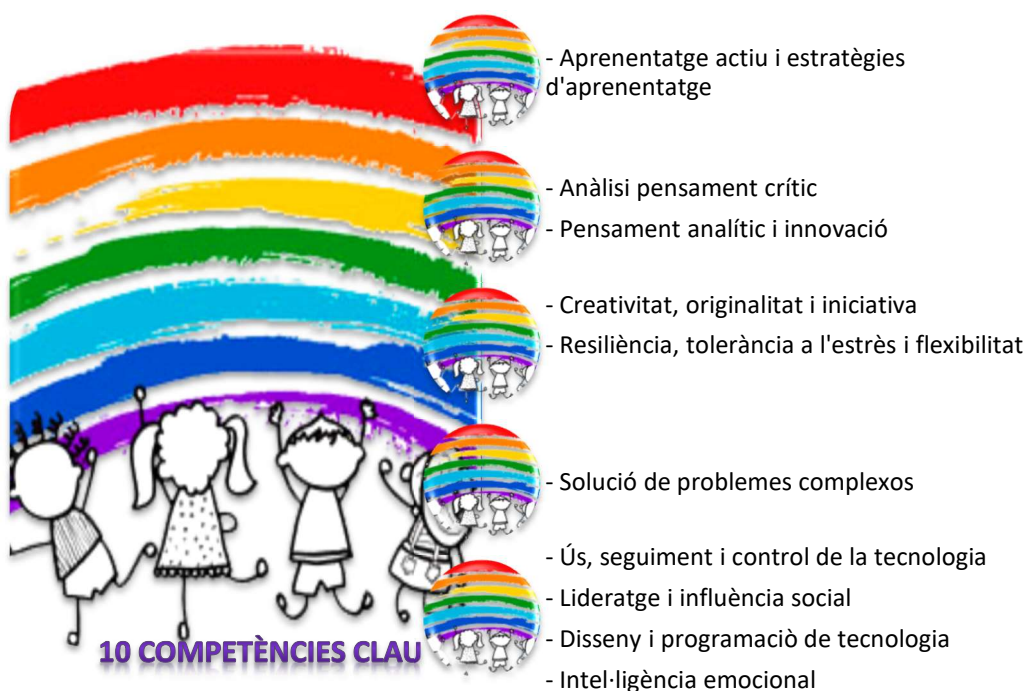 - Aprenentatge actiu i estratègies
d'aprenentatge
- Anàlisi pensament crític
- Pensament analític i innovació
- Creativitat, originalitat i iniciativa
- Resiliència, tolerància a l'estrès i flexibilitat
- Solució de problemes complexos
- Ús, seguiment i control de la tecnologia
- Lideratge i influència social
- Disseny i programaciò de tecnologia
- Intel·ligència emocional
10 COMPETÈNCIES CLAU